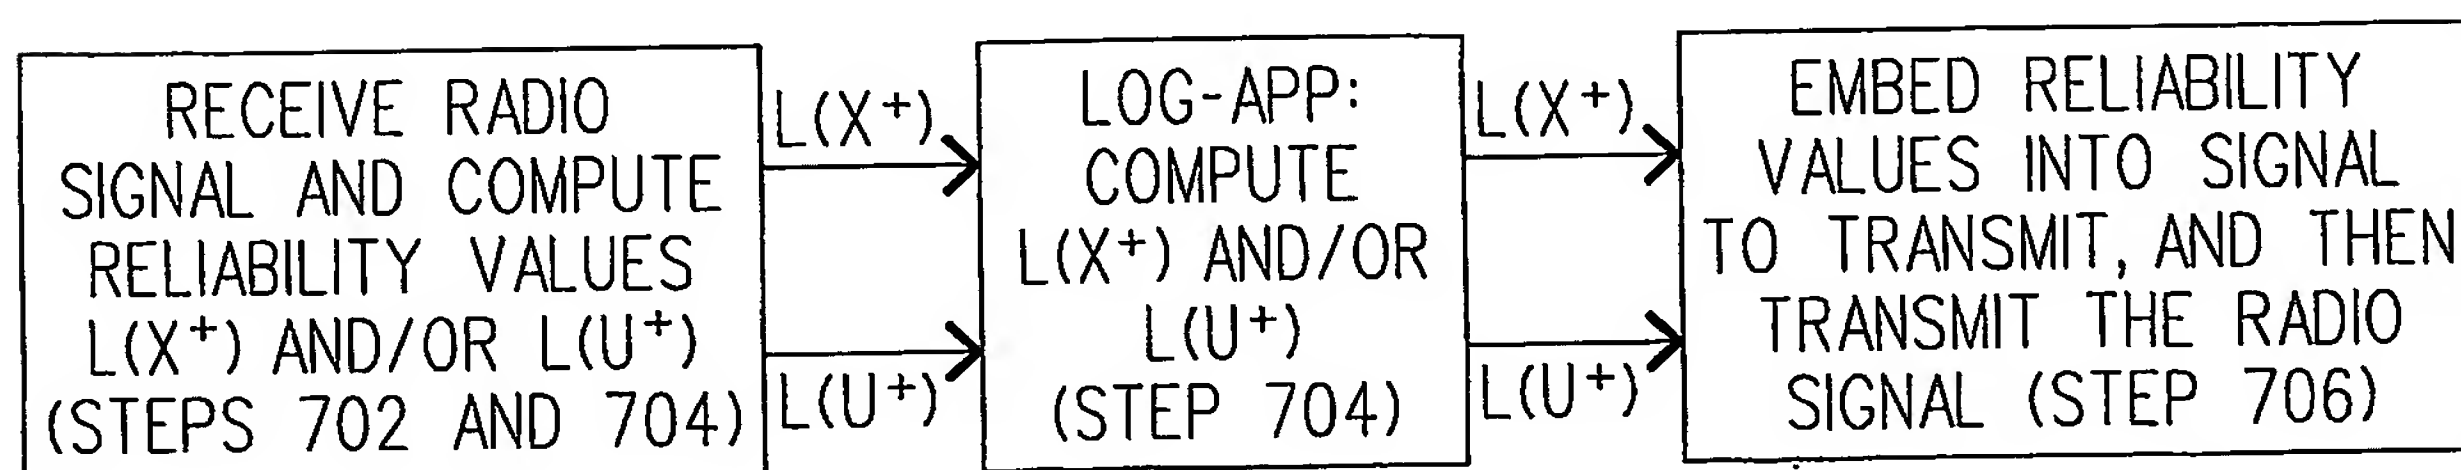 RECEIVE RADIO
SIGNAL AND COMPUTE
RELIABILITY VALUES
L(X⁺) AND/OR L(U⁺)
(STEPS 702 AND 704)
L(X⁺)
L(U⁺)
LOG-APP:
COMPUTE
L(X⁺) AND/OR
L(U⁺)
(STEP 704)
L(X⁺)
L(U⁺)
EMBED RELIABILITY
VALUES INTO SIGNAL
TO TRANSMIT, AND THEN
TRANSMIT THE RADIO
SIGNAL (STEP 706)